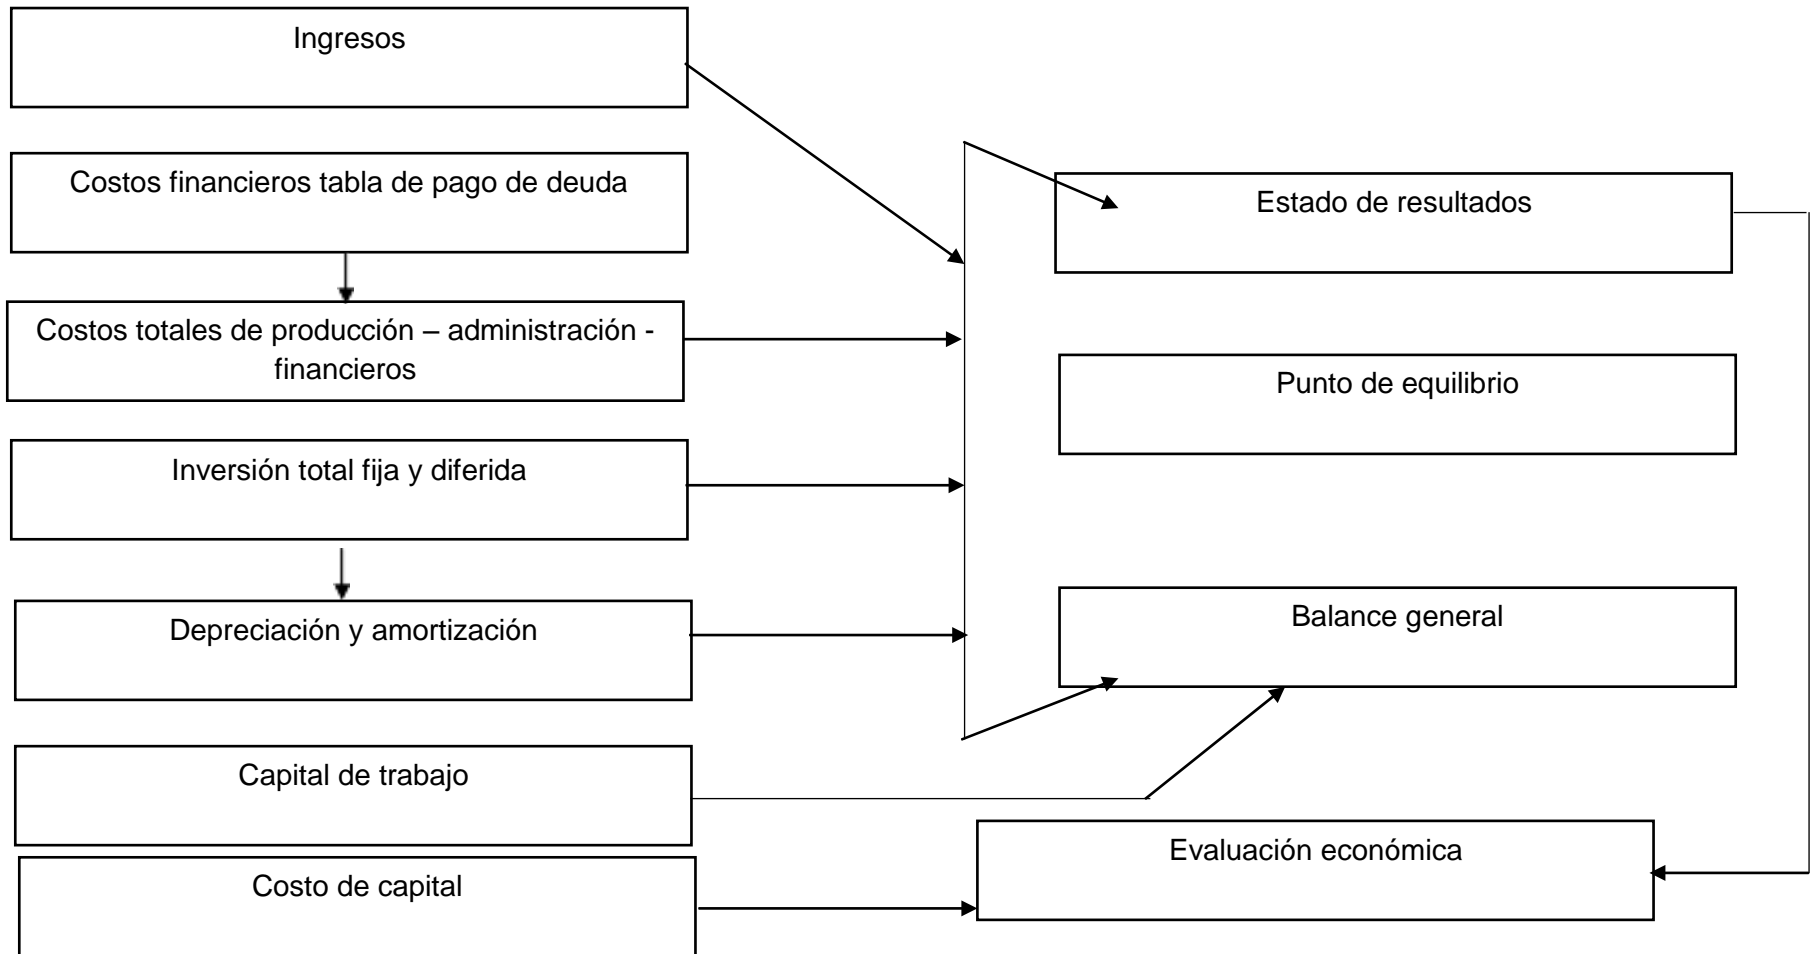 Ingresos
Costos financieros tabla de pago de deuda
Costos totales de producción – administración -
financieros
Inversión total fija y diferida
Depreciación y amortización
Capital de trabajo
Costo de capital
Estado de resultados
Punto de equilibrio
Balance general
Evaluación económica